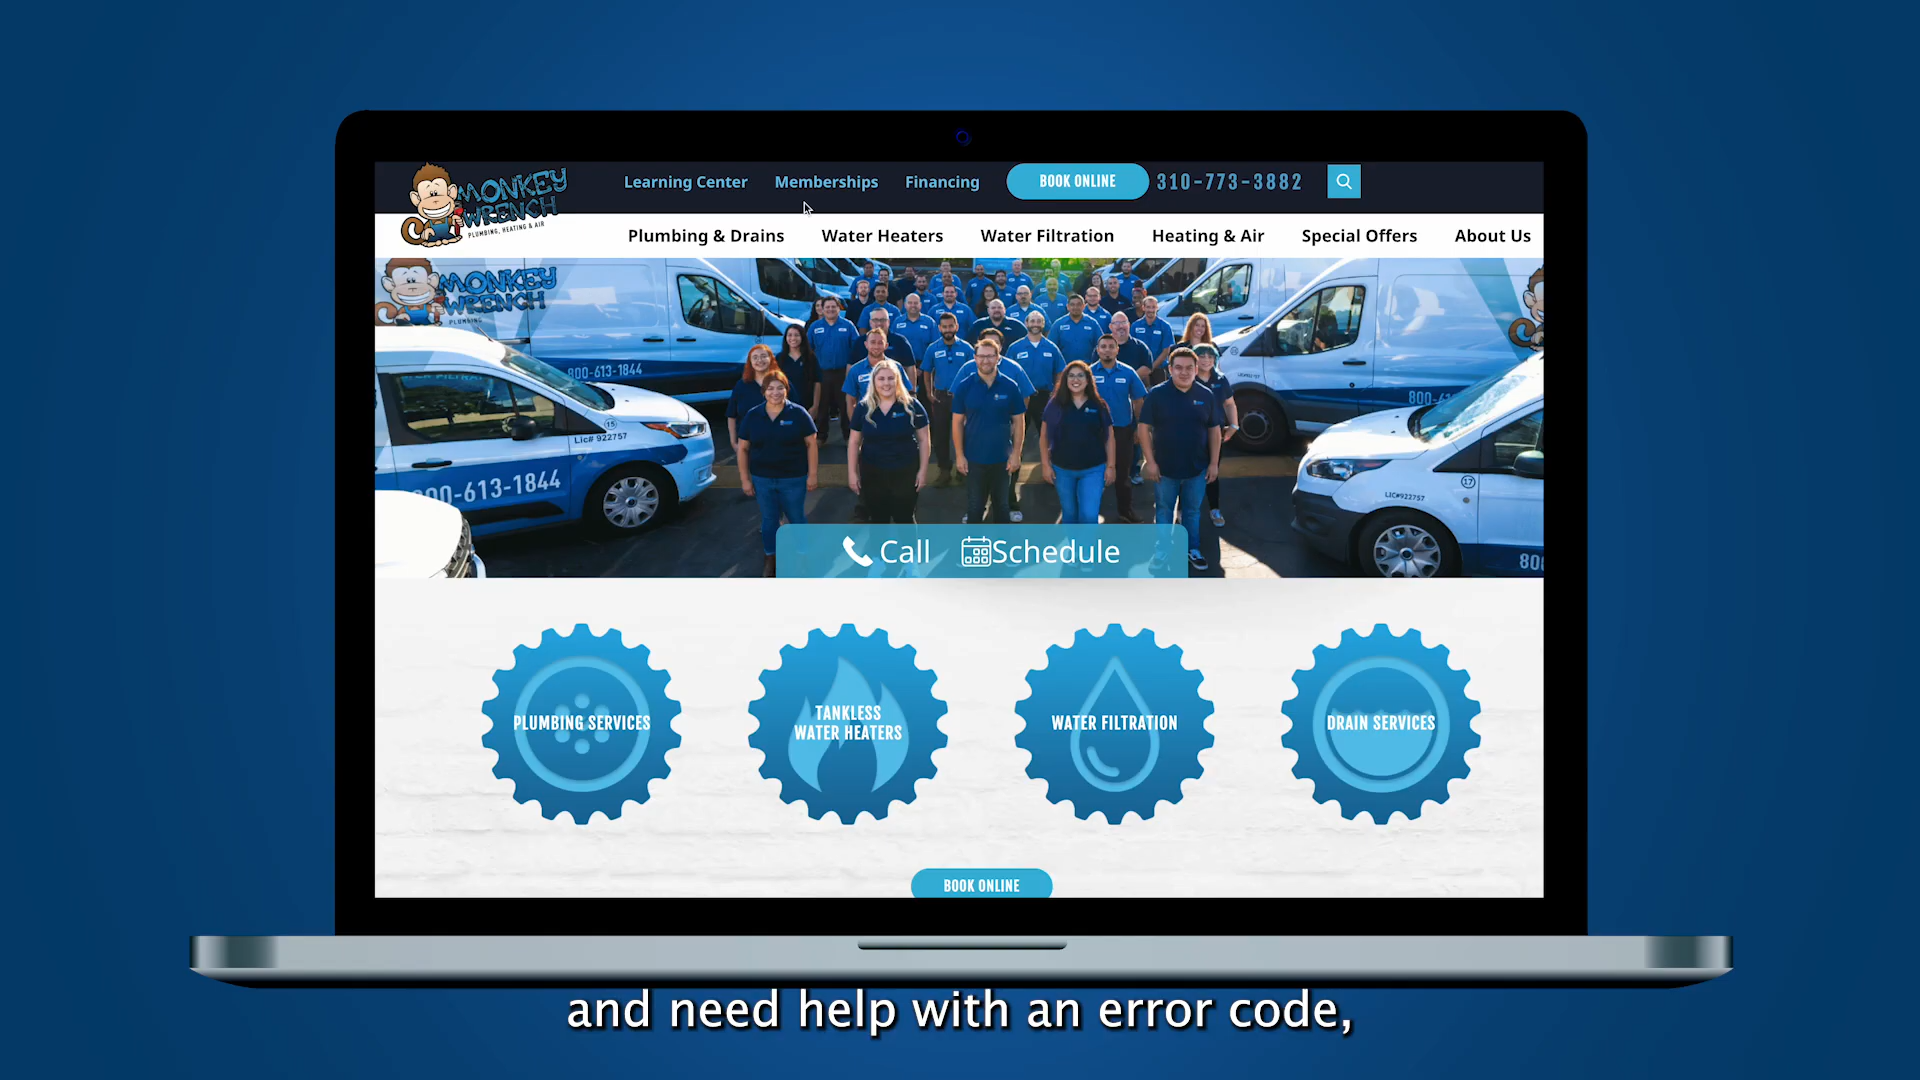 MONKEY
WRENCH
PLUMBING, HEATING & AIR
Learning Center
Memberships
Financing
BOOK ONLINE
310-773-3882
Plumbing & Drains
Water Heaters
Water Filtration
Heating & Air
Special Offers
About Us
MONKEY
WRENCH
PLUMBING
800-613-1844
15
Lic# 922757
00-613-1844
17
LIC#922757
Call
Schedule
PLUMBING SERVICES
TANKLESS
WATER HEATERS
WATER FILTRATION
DRAIN SERVICES
BOOK ONLINE
and need help with an error code,